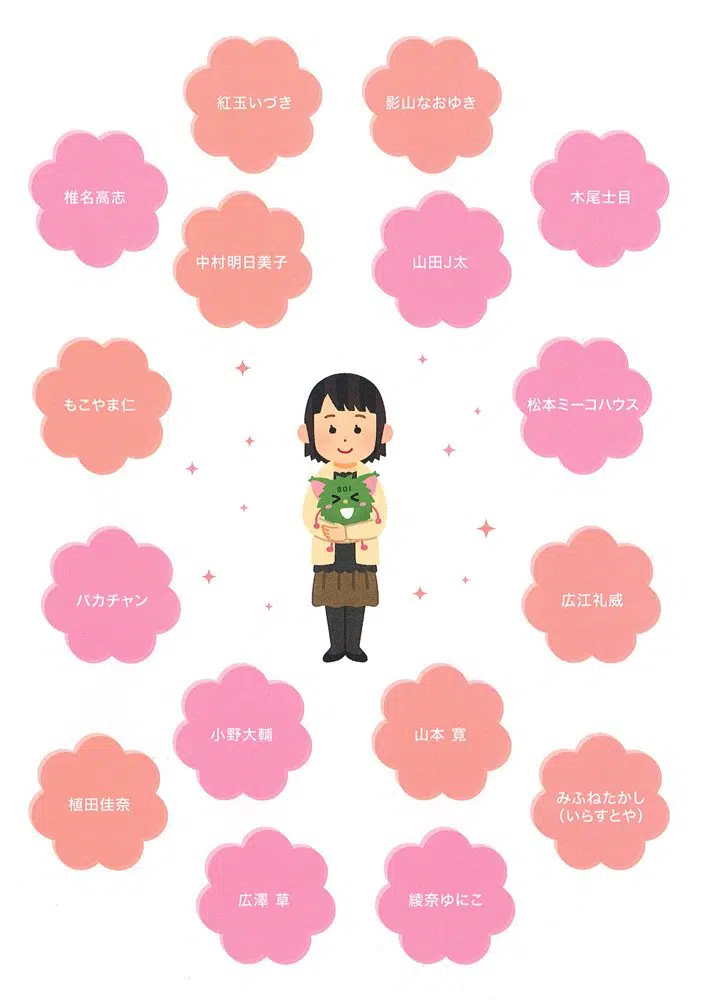 紅玉いづき
影山なおゆき
椎名高志
木尾士目
中村明日美子
山田J太
もこやま仁
松本ミーコハウス
801
バカチャン
広江礼威
小野大輔
山本 寛
植田佳奈
みふねたかし
(いらすとや)
広澤 草
綾奈ゆにこ